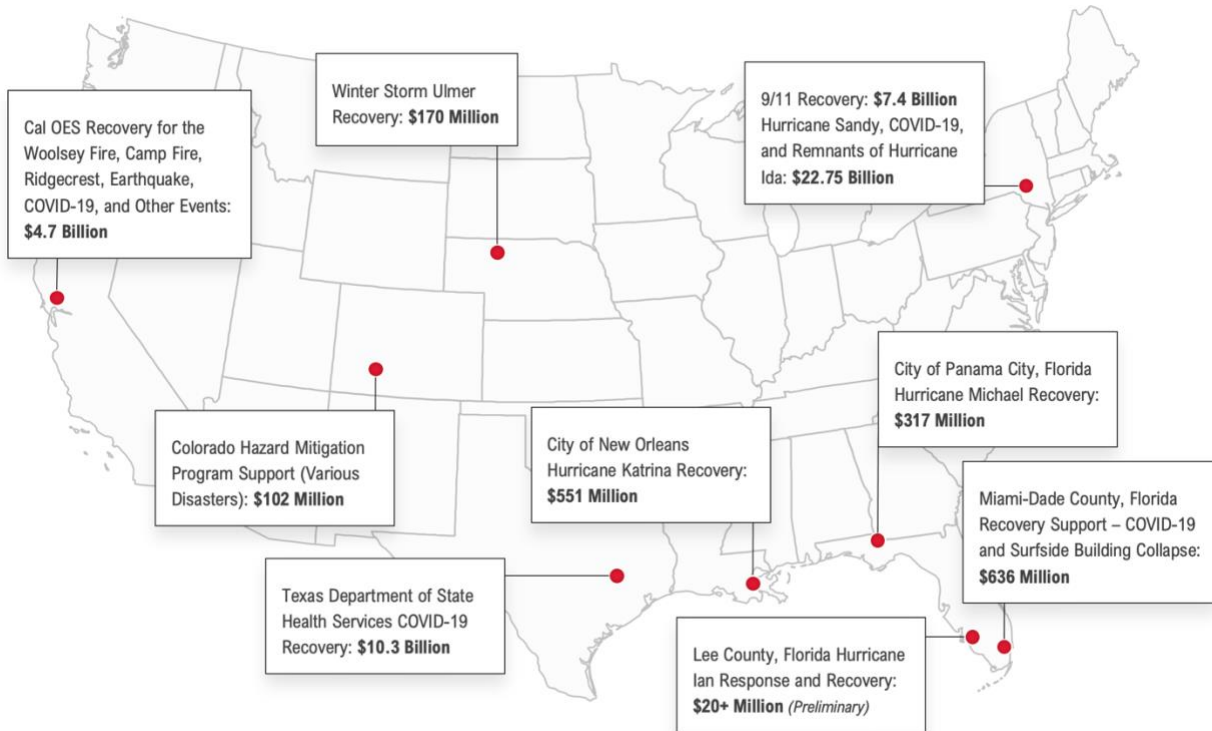 Winter Storm Ulmer
Recovery: $170 Million
9/11 Recovery: $7.4 Billion
Hurricane Sandy, COVID-19,
and Remnants of Hurricane
Ida: $22.75 Billion
Cal OES Recovery for the
Woolsey Fire, Camp Fire,
Ridgecrest, Earthquake,
COVID-19, and Other Events:
$4.7 Billion
City of Panama City, Florida
Hurricane Michael Recovery:
$317 Million
Colorado Hazard Mitigation
Program Support (Various
Disasters): $102 Million
City of New Orleans
Hurricane Katrina Recovery:
$551 Million
Miami-Dade County, Florida
Recovery Support – COVID-19
and Surfside Building Collapse:
$636 Million
Texas Department of State
Health Services COVID-19
Recovery: $10.3 Billion
Lee County, Florida Hurricane
Ian Response and Recovery:
$20+ Million (Preliminary)